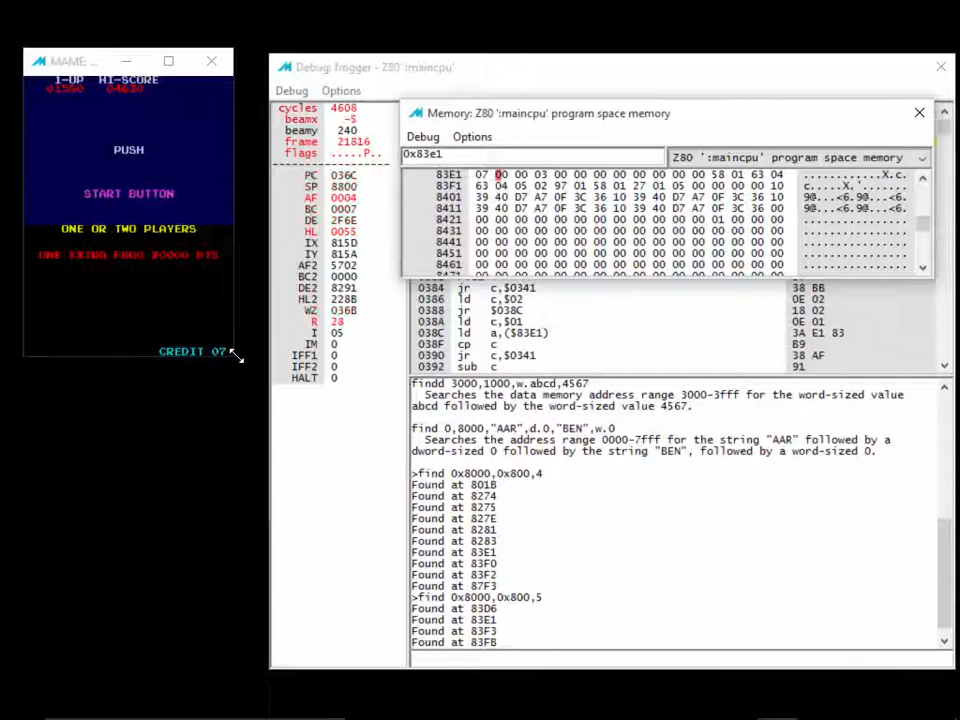 MAME: ...
1-UP HI-SCORE
01560 04630
PUSH
START BUTTON
ONE OR TWO PLAYERS
ONE EXTRA FROG 20000 PTS
CREDIT 07
Debug: frogger - Z80 ':maincpu'
Debug Options
cycles 4608
beamx -5
beamy 240
frame 21816
flags .....P..
PC 036C
SP 8800
AF 0004
BC 0007
DE 2F6E
HL 0055
IX 815D
IY 815A
AF2 5702
BC2 0000
DE2 8291
HL2 228B
WZ 036B
R 28
I 05
IM 0
IFF1 0
IFF2 0
HALT 0
Memory: Z80 ':maincpu' program space memory
Debug Options
0x83e1 Z80 ':maincpu' program space memory
83E1 07 00 00 03 00 00 00 00 00 00 00 00 58 01 63 04 ............X.c.
83F1 63 04 05 02 97 01 58 01 27 01 05 00 00 00 00 10 c.....X.'.......
8401 39 40 D7 A7 0F 3C 36 10 39 40 D7 A7 0F 3C 36 10 9@...<6.9@...<6.
8411 39 40 D7 A7 0F 3C 36 10 39 40 D7 A7 0F 3C 36 10 9@...<6.9@...<6.
8421 00 00 00 00 00 00 00 00 00 00 00 00 01 00 00 00 ................
8431 00 00 00 00 00 00 00 00 00 00 00 00 00 00 00 00 ................
8441 00 00 00 00 00 00 00 00 00 00 00 00 00 00 00 00 ................
8451 00 00 00 00 00 00 00 00 00 00 00 00 00 00 00 00 ................
8461 00 00 00 00 00 00 00 00 00 00 00 00 00 00 00 00 ................
0384 jr c,$0341 38 BB
0386 ld c,$02 0E 02
0388 jr $038C 18 02
038A ld c,$01 0E 01
038C ld a,($83E1) 3A E1 83
038F cp c B9
0390 jr c,$0341 38 AF
0392 sub c 91
findd 3000,1000,w.abcd,4567
Searches the data memory address range 3000-3fff for the word-sized value
abcd followed by the word-sized value 4567.
find 0,8000,"AAR",d.0,"BEN",w.0
Searches the address range 0000-7fff for the string "AAR" followed by a
dword-sized 0 followed by the string "BEN", followed by a word-sized 0.
>find 0x8000,0x800,4
Found at 801B
Found at 8274
Found at 8275
Found at 827E
Found at 8281
Found at 8283
Found at 83E1
Found at 83F0
Found at 83F2
Found at 87F3
>find 0x8000,0x800,5
Found at 83D6
Found at 83E1
Found at 83F3
Found at 83FB